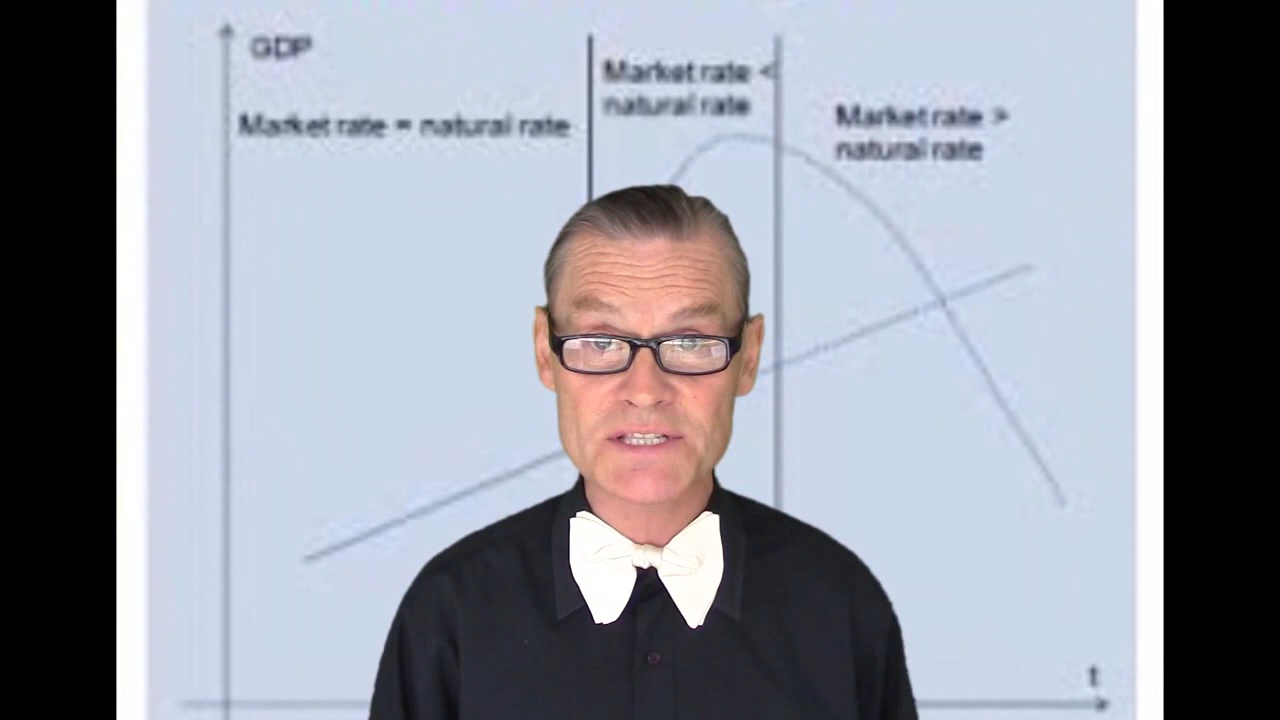 GDP
Market rate <
natural rate
Market rate = natural rate
Market rate >
natural rate
t